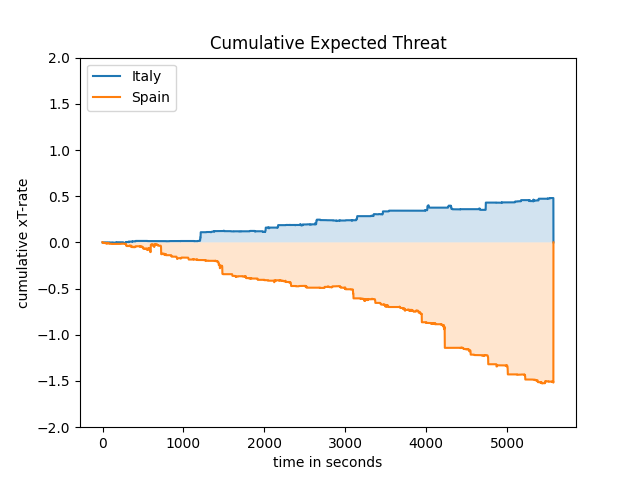 Cumulative Expected Threat
Italy
Spain
cumulative xT-rate
2.0
1.5
1.0
0.5
0.0
−0.5
−1.0
−1.5
−2.0
0 1000 2000 3000 4000 5000
time in seconds